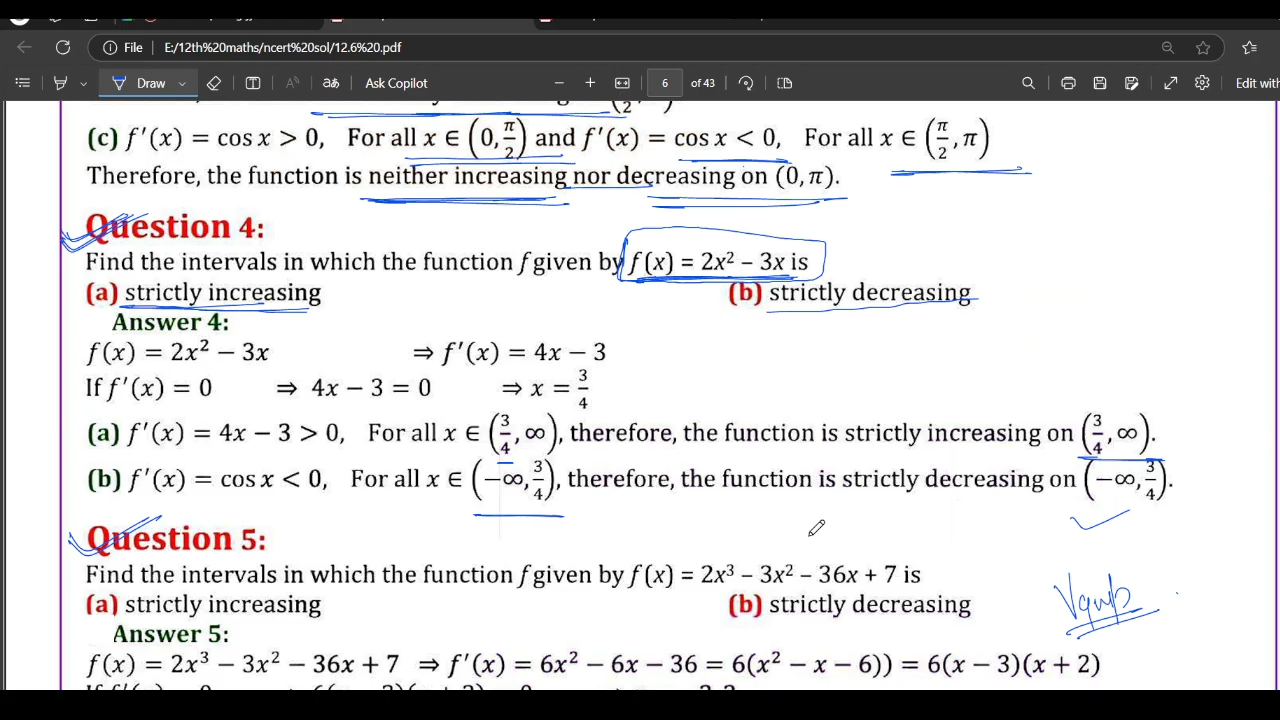 File E:/12th%20maths/ncert%20sol/12.6%20.pdf
Draw Ask Copilot 6 of 43 Edit with
(c) f′(x) = cos x > 0, For all x ∈ (0, π/2) and f′(x) = cos x < 0, For all x ∈ (π/2, π)
Therefore, the function is neither increasing nor decreasing on (0, π).
Question 4:
Find the intervals in which the function f given by f(x) = 2x² – 3x is
(a) strictly increasing (b) strictly decreasing
Answer 4:
f(x) = 2x² − 3x ⇒ f′(x) = 4x − 3
If f′(x) = 0 ⇒ 4x − 3 = 0 ⇒ x = 3/4
(a) f′(x) = 4x − 3 > 0, For all x ∈ (3/4, ∞), therefore, the function is strictly increasing on (3/4, ∞).
(b) f′(x) = cos x < 0, For all x ∈ (−∞, 3/4), therefore, the function is strictly decreasing on (−∞, 3/4).
Question 5:
Find the intervals in which the function f given by f(x) = 2x³ – 3x² – 36x + 7 is
(a) strictly increasing (b) strictly decreasing
Answer 5:
f(x) = 2x³ − 3x² − 36x + 7 ⇒ f′(x) = 6x² − 6x − 36 = 6(x² − x − 6)) = 6(x − 3)(x + 2)